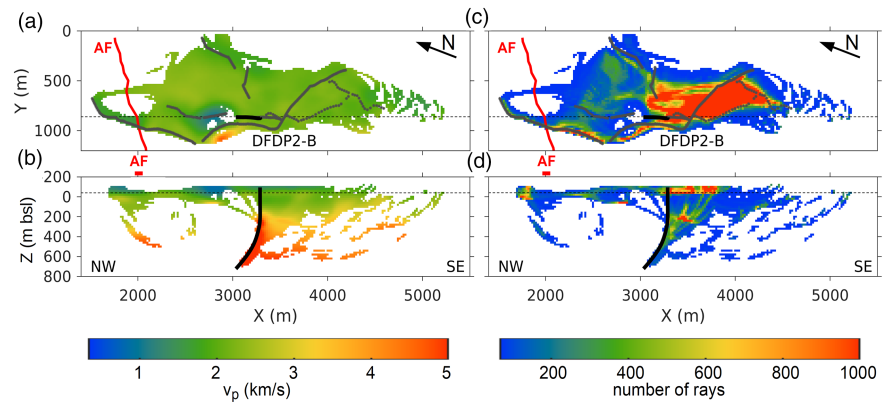 (a)
AF
N
0
500
1000
Y (m)
DFDP2-B
(b)
AF
200
0
200
400
600
800
Z (m bsl)
NW
SE
2000 3000 4000 5000
X (m)
1 2 3 4 5
vp (km/s)
(c)
AF
N
DFDP2-B
(d)
NW
SE
2000 3000 4000 5000
X (m)
200 400 600 800 1000
number of rays